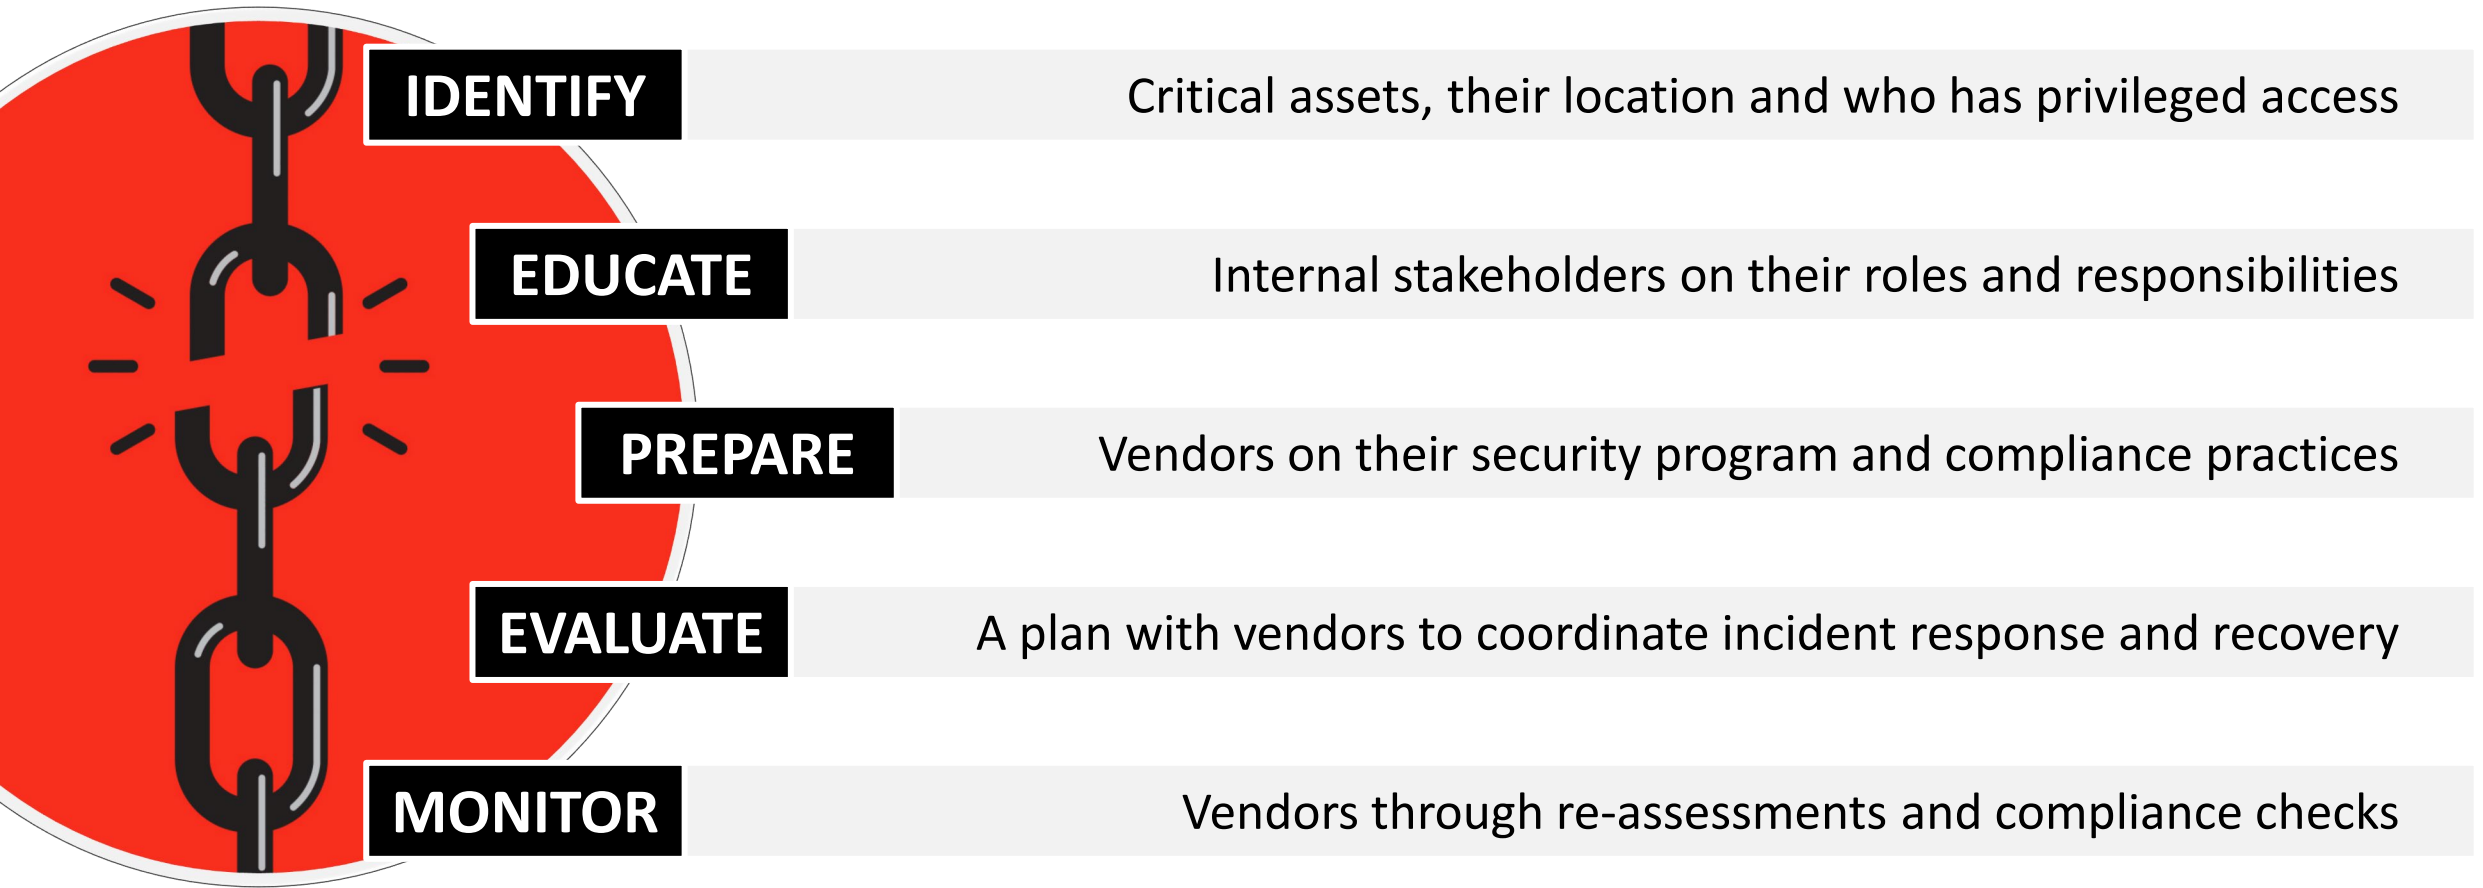 IDENTIFY
Critical assets, their location and who has privileged access
EDUCATE
Internal stakeholders on their roles and responsibilities
PREPARE
Vendors on their security program and compliance practices
EVALUATE
A plan with vendors to coordinate incident response and recovery
MONITOR
Vendors through re-assessments and compliance checks